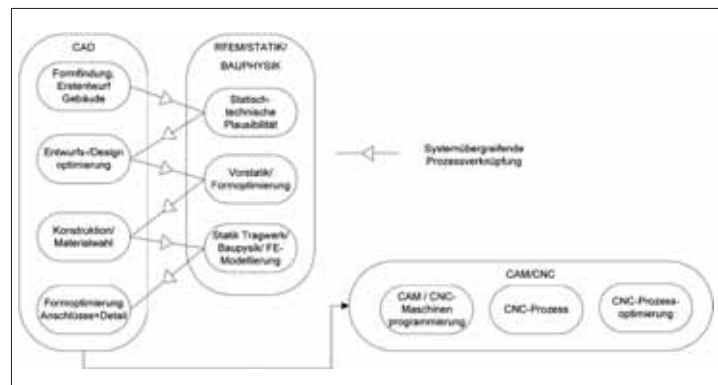 CAD
Formfindung,
Erstentwurf
Gebäude
Entwurfs-/Design
optimierung
Konstruktion/
Materialwahl
Formoptimierung
Anschlüsse+Detail
RFEM/STATIK/
BAUPHYSIK
Statisch-
technische
Plausibilität
Vorstatik/
Formoptimierung
Statik Tragwerk/
Baupysik/ FE-
Modellierung
Systemübergreifende
Prozessverknüpfung
CAM/CNC
CAM / CNC-
Maschinen
programmierung
CNC-Prozess
CNC-Prozess-
optimierung